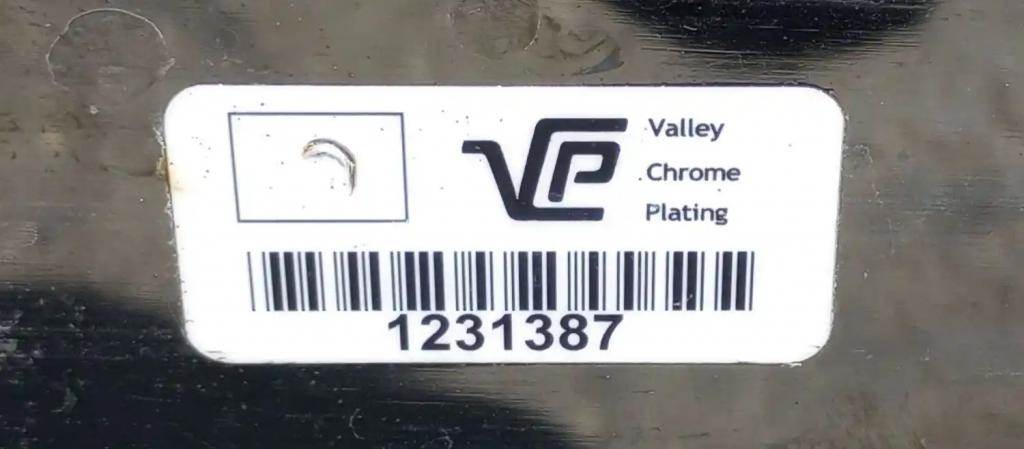 VCP
Valley
Chrome
Plating
1231387